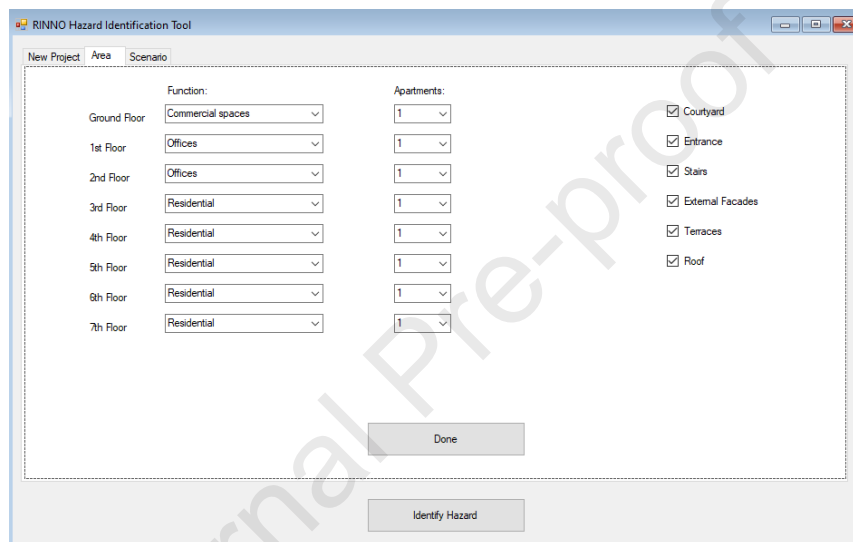 RINNO Hazard Identification Tool
New Project Area Scenario
Function: Apartments:
Ground Floor Commercial spaces 1 Courtyard
1st Floor Offices 1 Entrance
2nd Floor Offices 1 Stairs
3rd Floor Residential 1 External Facades
4th Floor Residential 1 Terraces
5th Floor Residential 1 Roof
6th Floor Residential 1
7th Floor Residential 1
Done
Identify Hazard
rnal Pre-proof